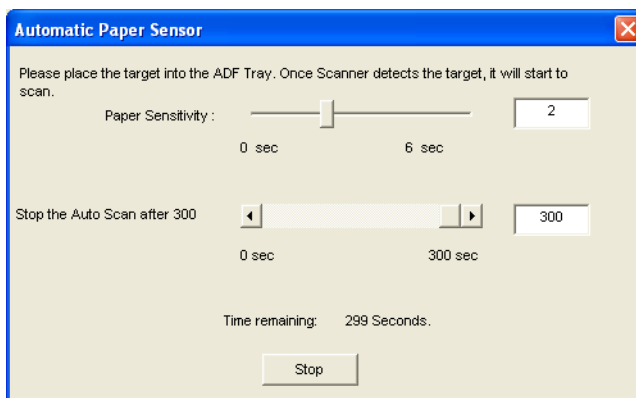 Automatic Paper Sensor
Please place the target into the ADF Tray. Once Scanner detects the target, it will start to
scan.
Paper Sensitivity :
2
0 sec
6 sec
Stop the Auto Scan after 300
300
0 sec
300 sec
Time remaining: 299 Seconds.
Stop